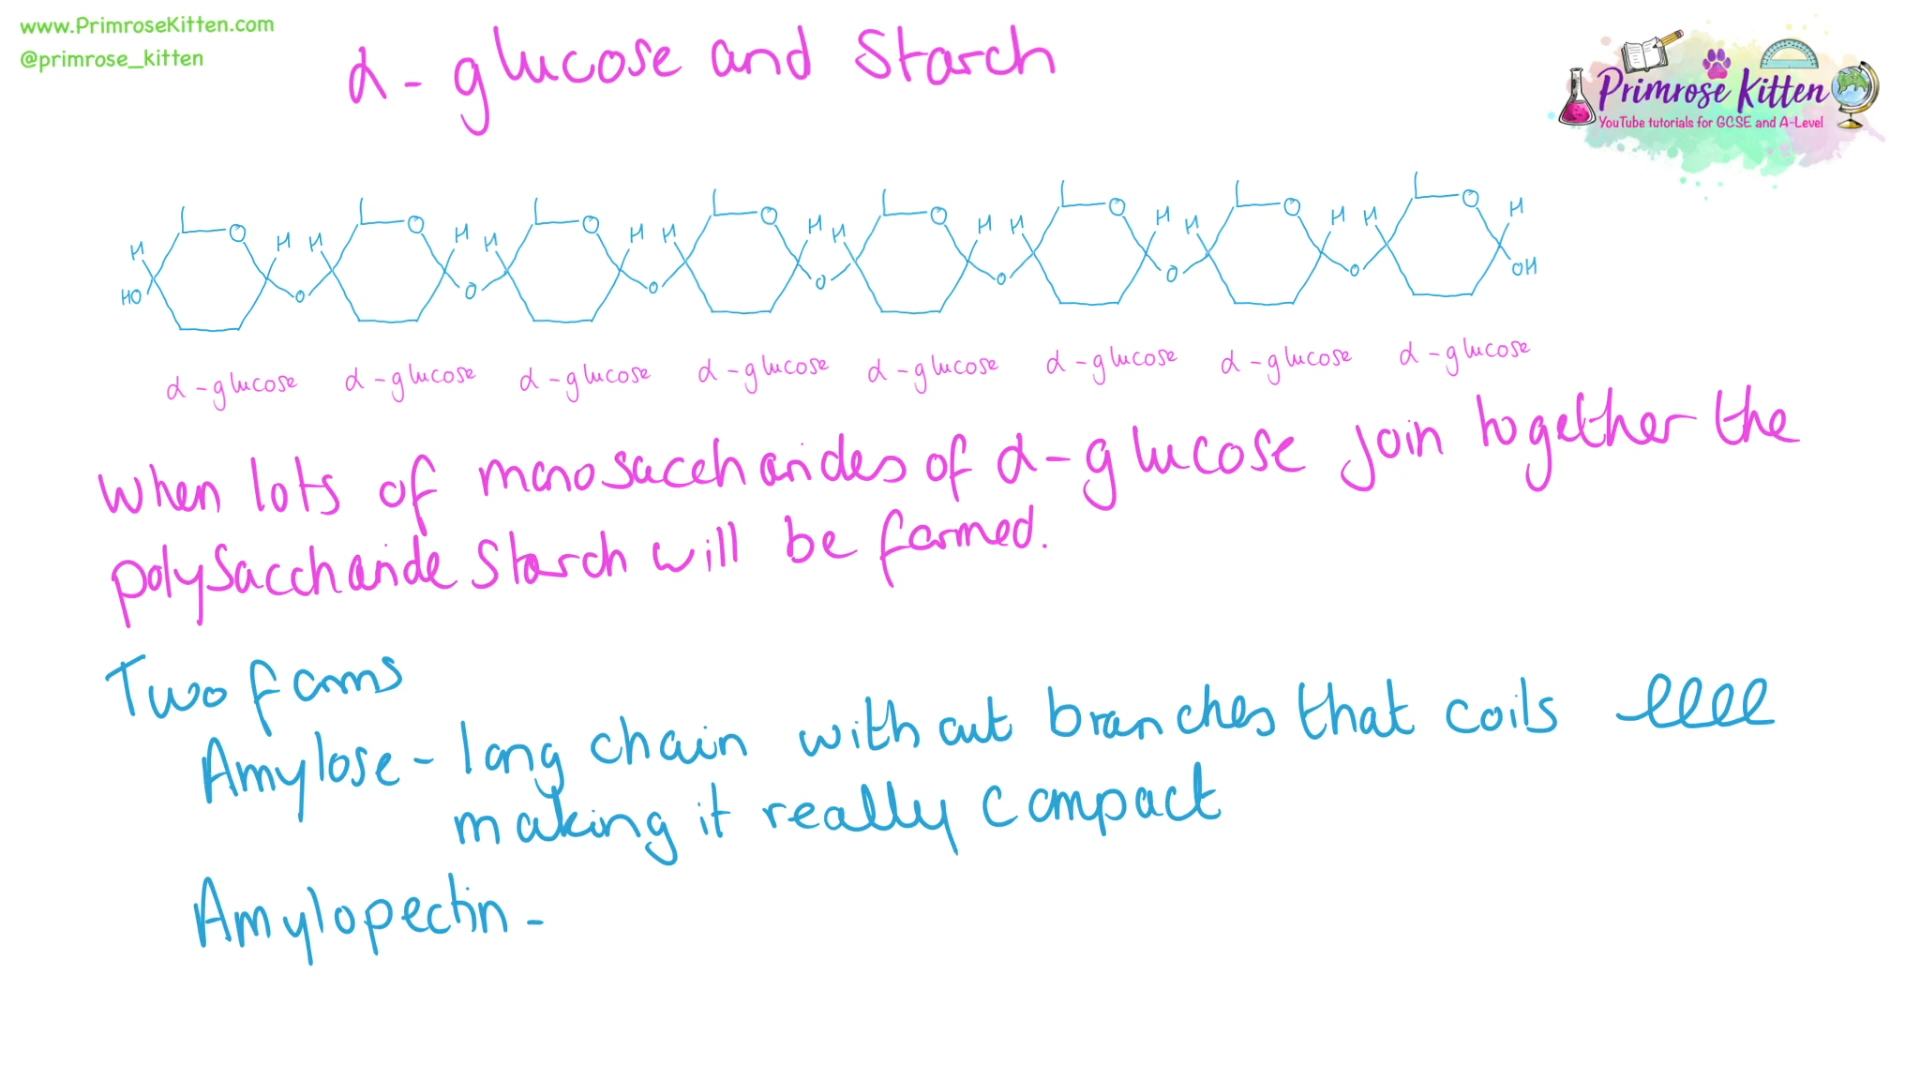 www.PrimroseKitten.com
@primrose_kitten
α - glucose and Starch
Primrose Kitten
YouTube tutorials for GCSE and A-Level
H O H H O H H O H H O H H O H H O H H O H H O H
HO O O O O O O O OH
α - glucose α - glucose α - glucose α - glucose α - glucose α - glucose α - glucose α - glucose
When lots of monosaccharides of α - glucose join together the
polysaccharide starch will be formed.
Two forms
Amylose - long chain without branches that coils
making it really compact
Amylopectin -